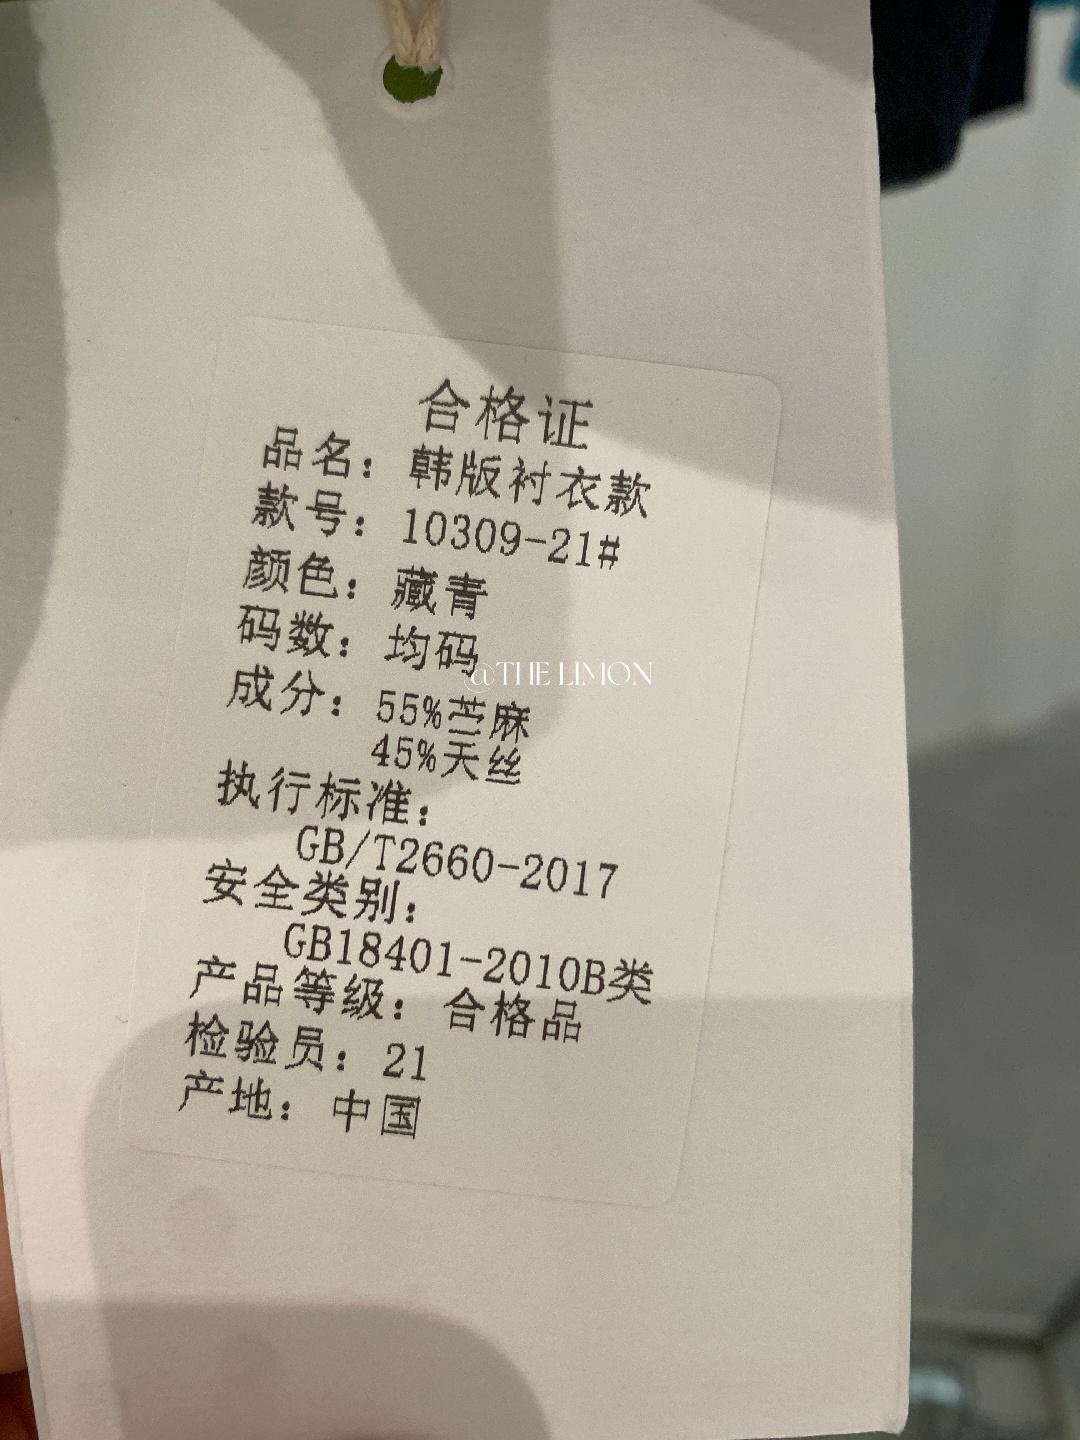 合格证
品名：韩版衬衣款
款号：10309-21#
颜色：藏青
码数：均码
@THE LIMON
成分：55%苎麻
45%天丝
执行标准：
GB/T2660-2017
安全类别：
GB18401-2010B类
产品等级：合格品
检验员：21
产地：中国